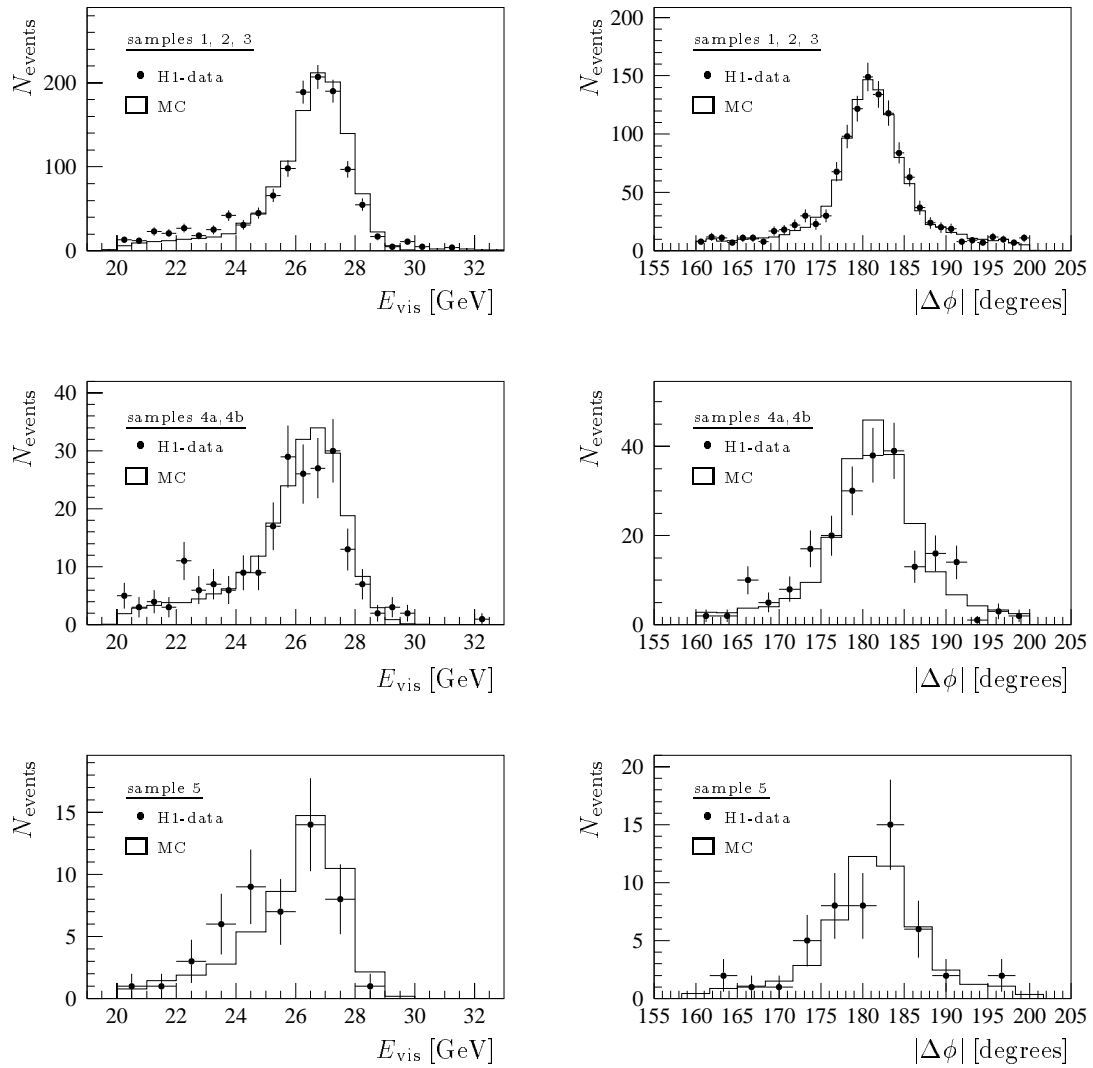 N_events
samples 1, 2, 3
H1-data
MC
200
100
0
20 22 24 26 28 30 32
E_vis [GeV]
N_events
samples 1, 2, 3
H1-data
MC
200
150
100
50
0
155 160 165 170 175 180 185 190 195 200 205
|Δϕ| [degrees]
N_events
samples 4a,4b
H1-data
MC
40
30
20
10
0
20 22 24 26 28 30 32
E_vis [GeV]
N_events
samples 4a,4b
H1-data
MC
40
20
0
155 160 165 170 175 180 185 190 195 200 205
|Δϕ| [degrees]
N_events
sample 5
H1-data
MC
15
10
5
0
20 22 24 26 28 30 32
E_vis [GeV]
N_events
sample 5
H1-data
MC
20
15
10
5
0
155 160 165 170 175 180 185 190 195 200 205
|Δϕ| [degrees]